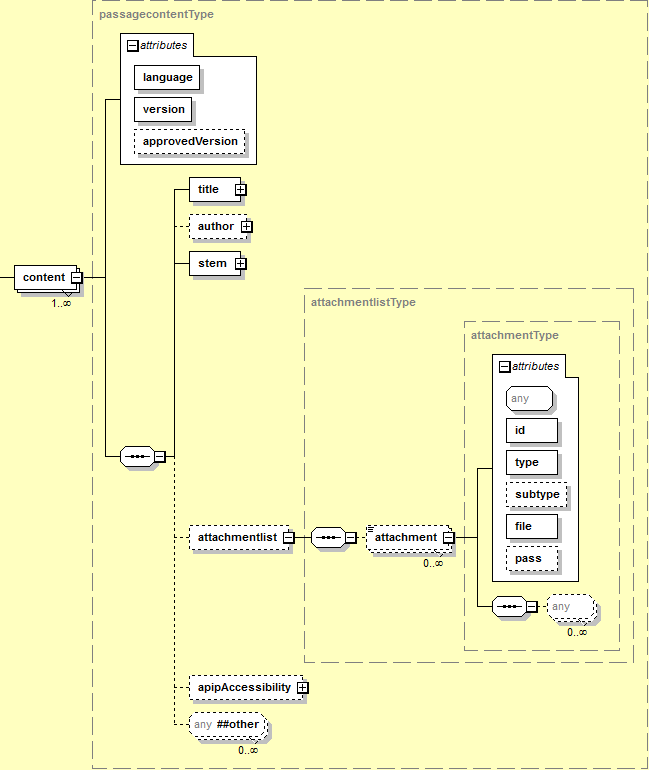 passagecontentType
attributes
language
version
approvedVersion
title
author
stem
content
1..∞
attachmentlistType
attachmentType
attributes
any
id
type
subtype
file
pass
attachmentlist
attachment
0..∞
any
0..∞
apipAccessibility
any ##other
0..∞